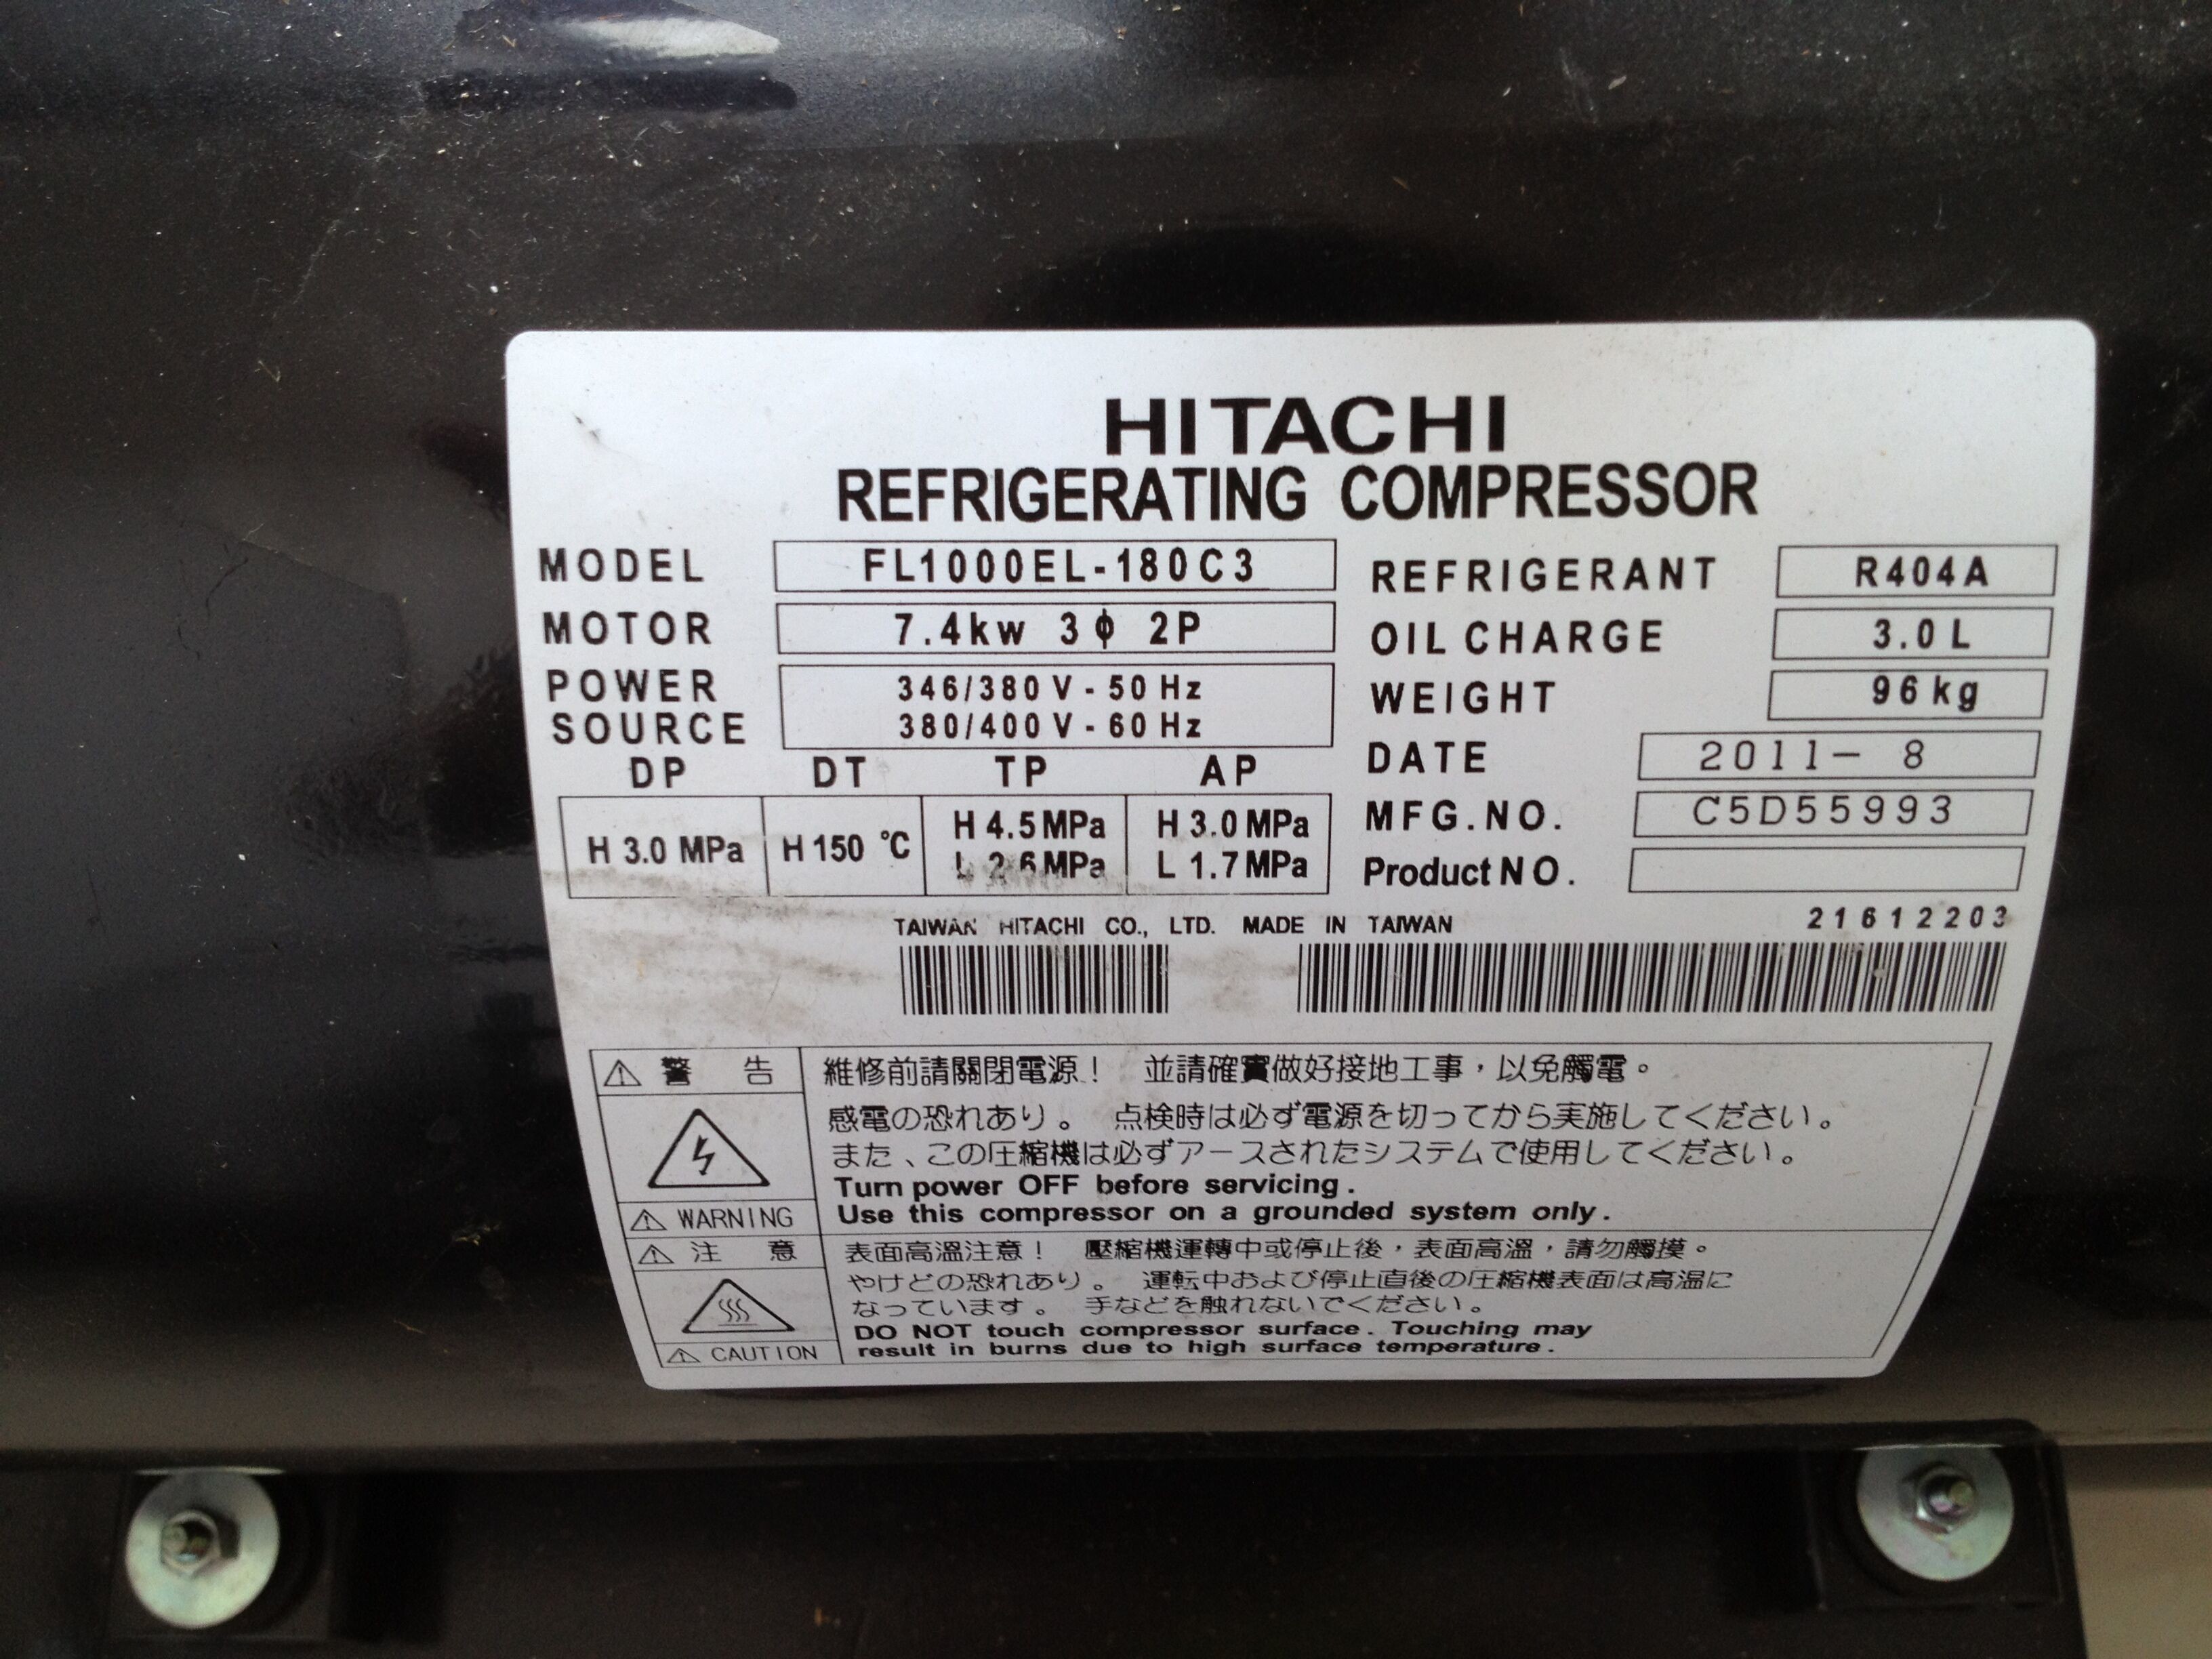 HITACHI
REFRIGERATING COMPRESSOR
MODEL FL1000EL-180C3
MOTOR 7.4kw 3ϕ 2P
POWER SOURCE 346/380 V - 50 Hz
380/400 V - 60 Hz
DP DT TP AP
H 3.0 MPa H 150 °C H 4.5 MPa H 3.0 MPa
L 2.6 MPa L 1.7 MPa
REFRIGERANT R404A
OIL CHARGE 3.0 L
WEIGHT 96 kg
DATE 2011- 8
MFG.NO. C5D55993
Product NO.
TAIWAN HITACHI CO., LTD. MADE IN TAIWAN
21612203
⚠ 警 告
維修前請關閉電源! 並請確實做好接地工事,以免觸電。
感電の恐れあり。 点検時は必ず電源を切ってから実施してください。
また、この圧縮機は必ずアースされたシステムで使用してください。
Turn power OFF before servicing.
Use this compressor on a grounded system only.
⚠ WARNING
⚠ 注 意
表面高溫注意! 壓縮機運轉中或停止後,表面高溫,請勿觸摸。
やけどの恐れあり。 運転中および停止直後の圧縮機表面は高温に
なっています。 手などを触れないでください。
DO NOT touch compressor surface. Touching may
result in burns due to high surface temperature.
⚠ CAUTION